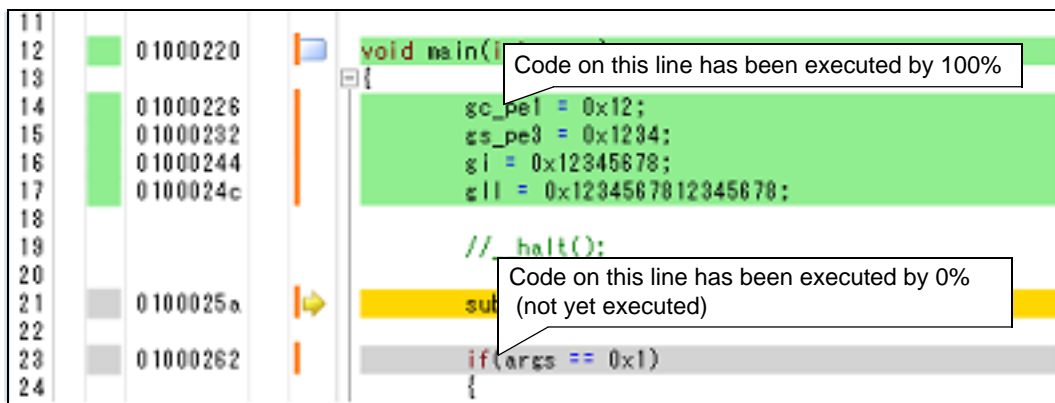 11
12 01000220 void main(i
Code on this line has been executed by 100%
13 {
14 01000226 gc_pe1 = 0x12;
15 01000232 gs_pe3 = 0x1234;
16 01000244 gi = 0x12345678;
17 0100024c gll = 0x1234567812345678;
18
19 //_halt();
20
Code on this line has been executed by 0%
(not yet executed)
21 0100025a sub
22
23 01000262 if(args == 0x1)
24 {